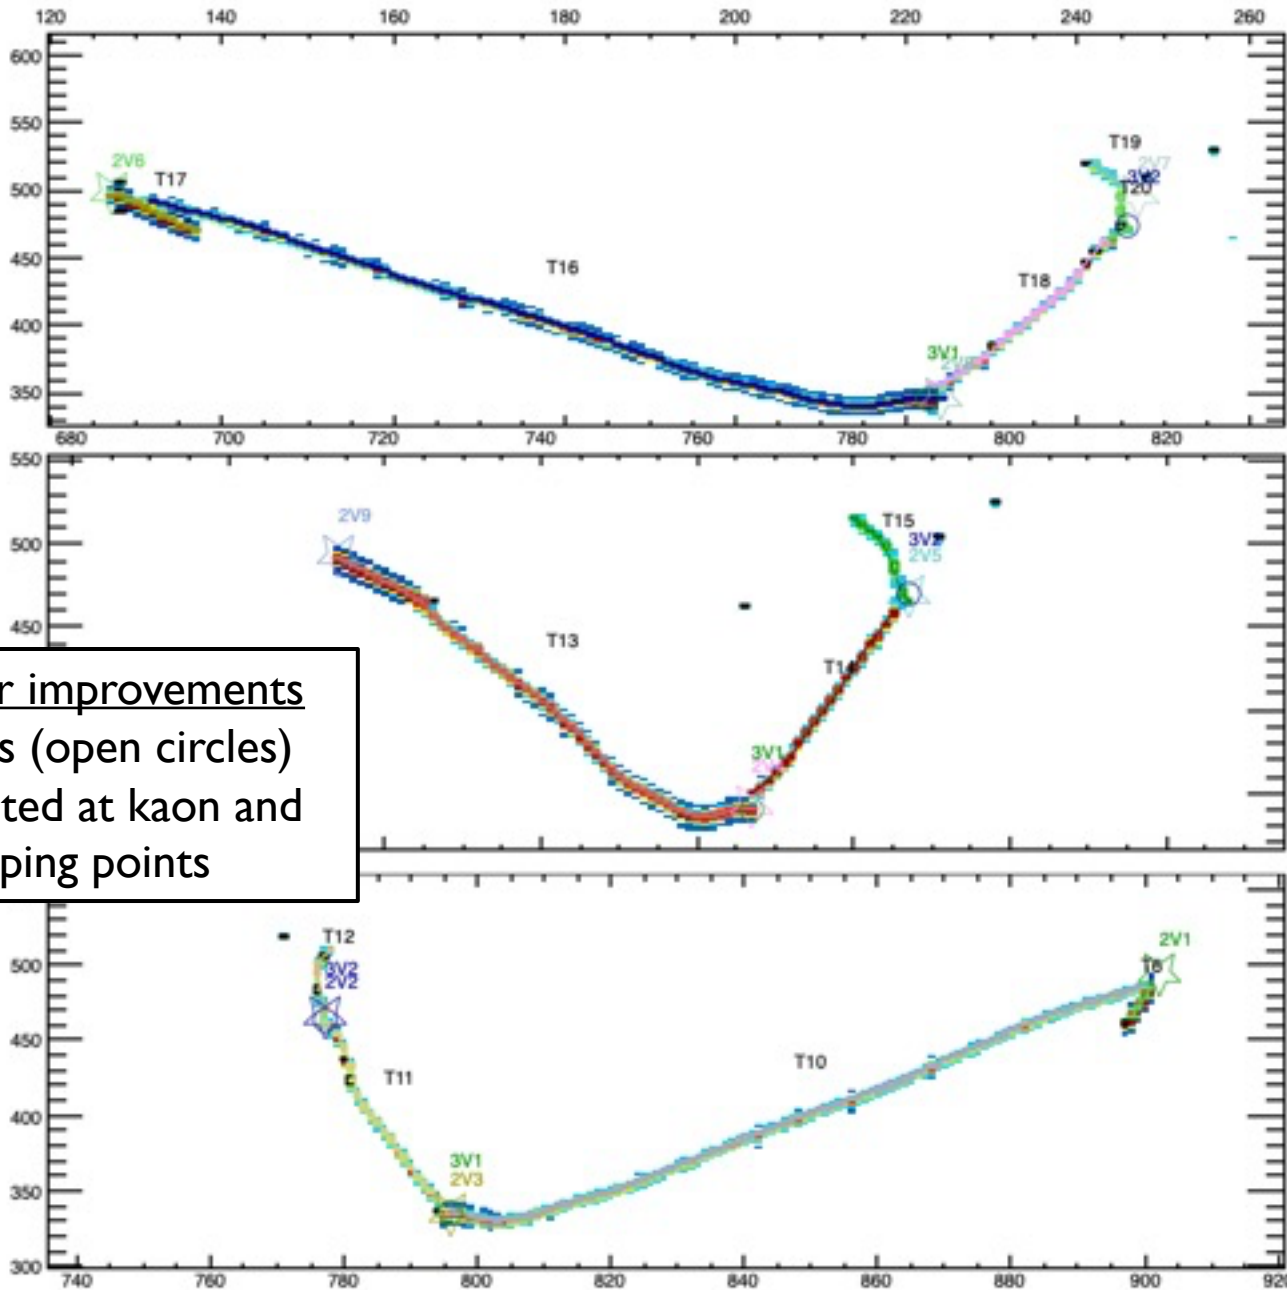 120 140 160 180 200 220 240 260
600
550
500
450
400
350
2V6
T17
T16
T19
2V7
3V2
T20
T18
3V1
680 700 720 740 760 780 800 820
550
500
450
2V9
T13
T15
3V2
2V5
3V1
r improvements
s (open circles)
ted at kaon and
ping points
500
450
400
350
300
T12
3V2
2V2
T11
T10
2V1
3V1
2V3
740 760 780 800 820 840 860 880 900 920